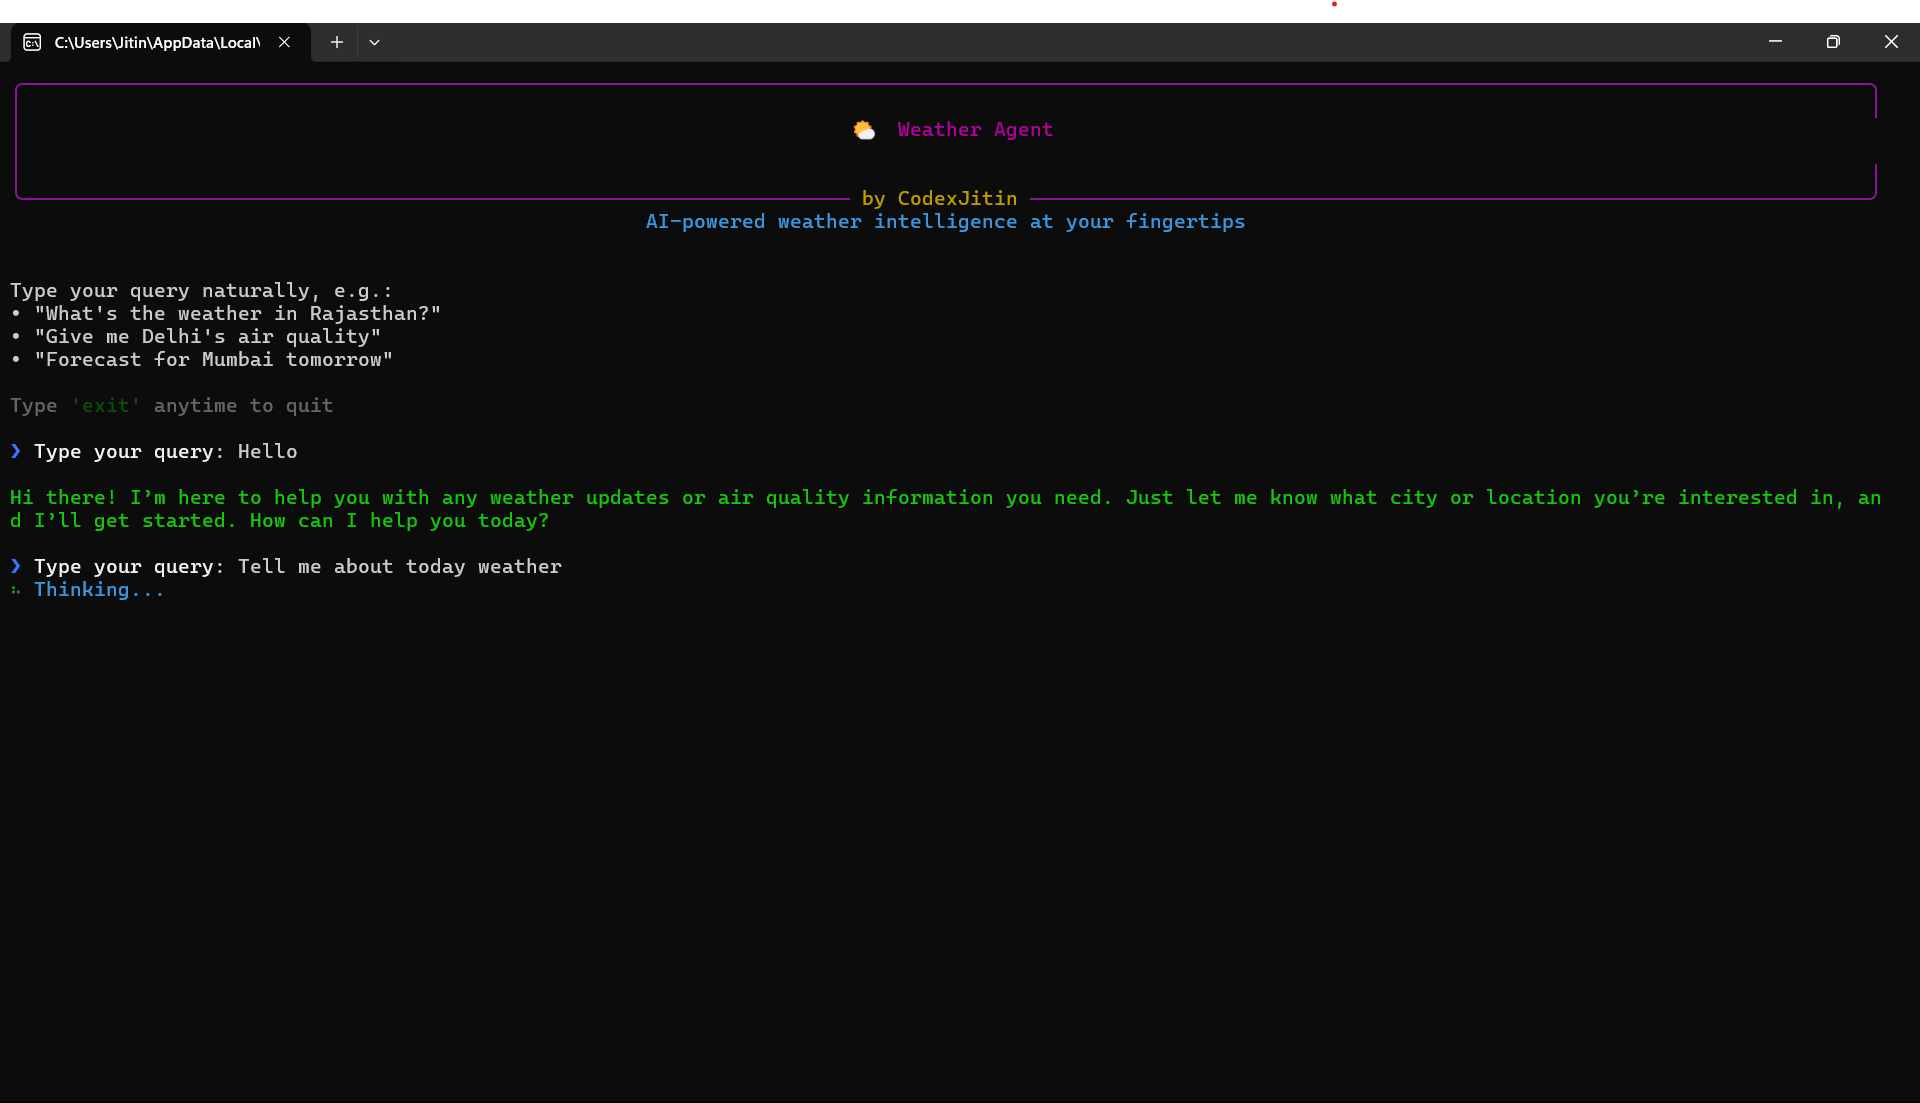 C:\Users\Jitin\AppData\Local\
Weather Agent
by CodexJitin
AI-powered weather intelligence at your fingertips
Type your query naturally, e.g.:
• "What's the weather in Rajasthan?"
• "Give me Delhi's air quality"
• "Forecast for Mumbai tomorrow"
Type 'exit' anytime to quit
❯ Type your query: Hello
Hi there! I’m here to help you with any weather updates or air quality information you need. Just let me know what city or location you’re interested in, an
d I’ll get started. How can I help you today?
❯ Type your query: Tell me about today weather
Thinking...